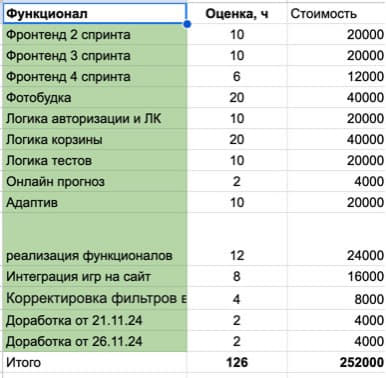 Функционал Оценка, ч Стоимость
Фронтенд 2 спринта 10 20000
Фронтенд 3 спринта 10 20000
Фронтенд 4 спринта 6 12000
Фотобудка 20 40000
Логика авторизации и ЛК 10 20000
Логика корзины 20 40000
Логика тестов 10 20000
Онлайн прогноз 2 4000
Адаптив 10 20000
реализация функционалов 12 24000
Интеграция игр на сайт 8 16000
Корректировка фильтров в 4 8000
Доработка от 21.11.24 2 4000
Доработка от 26.11.24 2 4000
Итого 126 252000